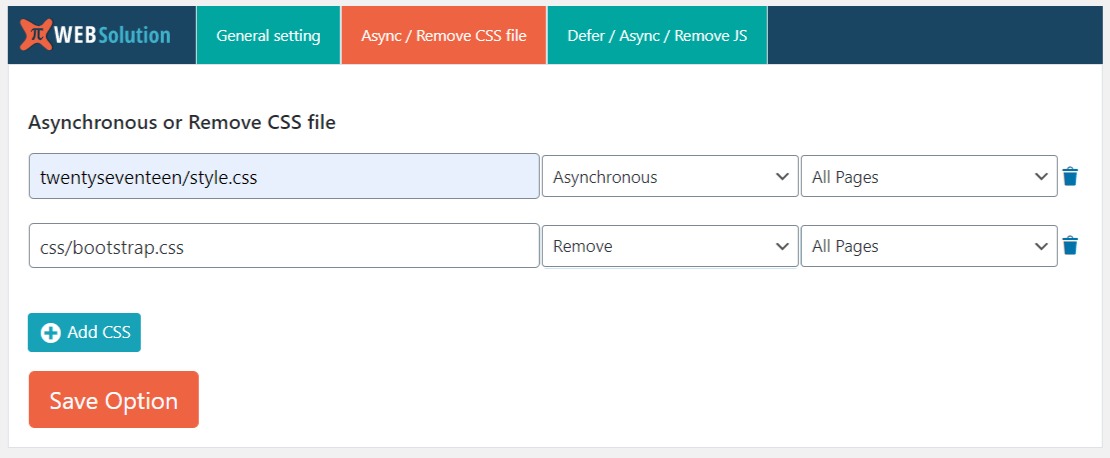 π WEBSolution General setting Async / Remove CSS file Defer / Async / Remove JS
Asynchronous or Remove CSS file
twentyseventeen/style.css Asynchronous All Pages
css/bootstrap.css Remove All Pages
Add CSS
Save Option